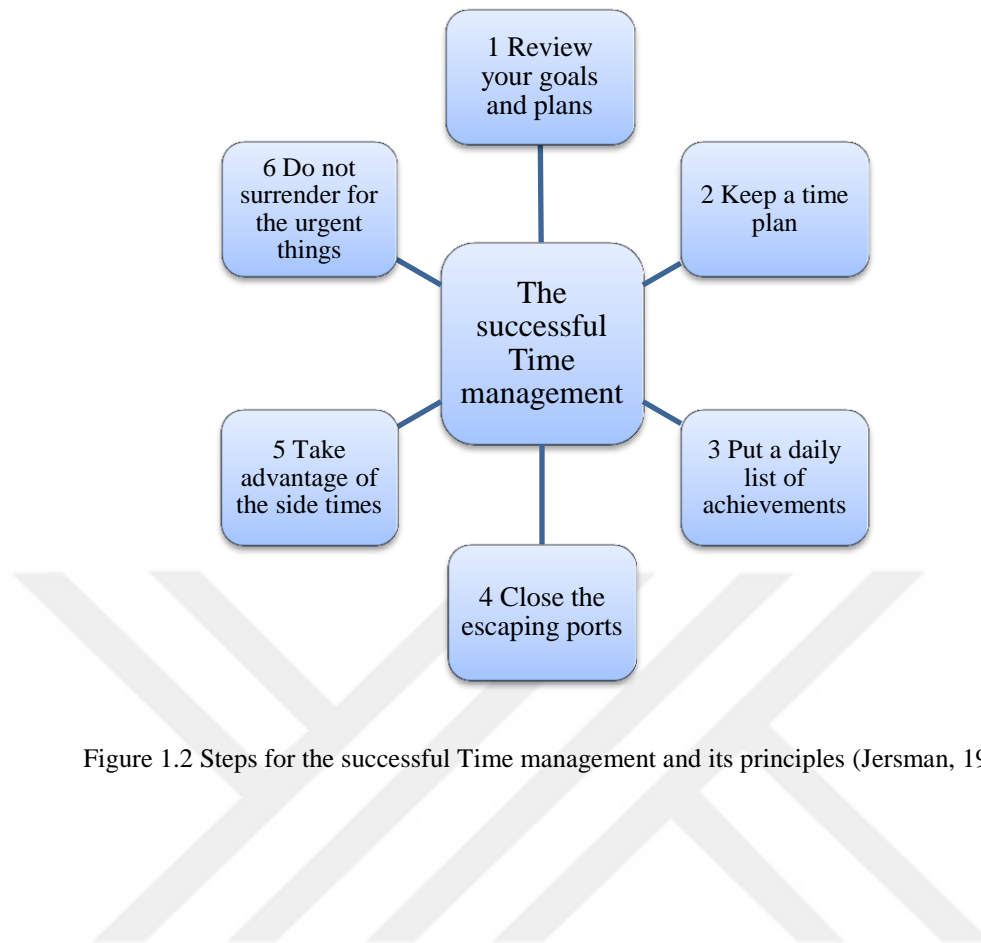 1 Review
your goals
and plans
2 Keep a time
plan
3 Put a daily
list of
achievements
4 Close the
escaping ports
5 Take
advantage of
the side times
6 Do not
surrender for
the urgent
things
The
successful
Time
management
Figure 1.2 Steps for the successful Time management and its principles (Jersman,